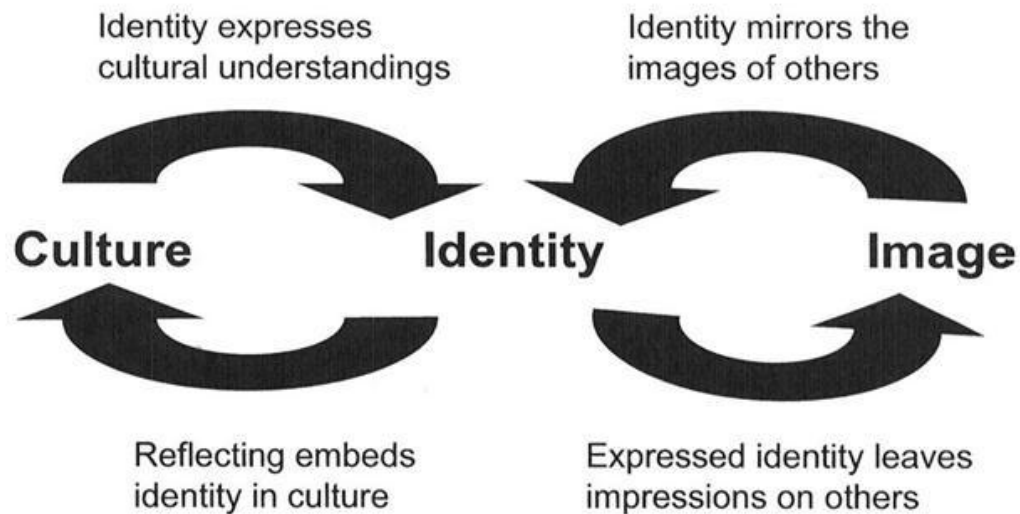 Identity expresses
cultural understandings
Identity mirrors the
images of others
Culture
Identity
Image
Reflecting embeds
identity in culture
Expressed identity leaves
impressions on others